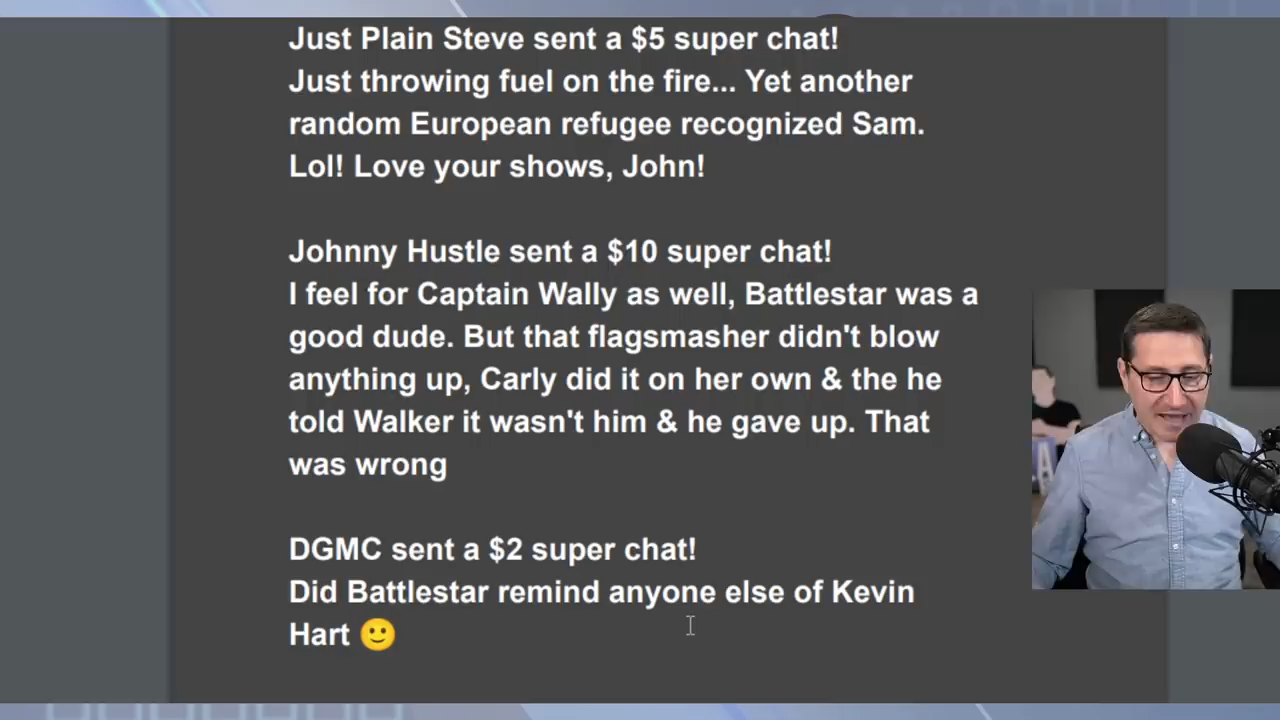 Just Plain Steve sent a $5 super chat!
Just throwing fuel on the fire... Yet another
random European refugee recognized Sam.
Lol! Love your shows, John!
Johnny Hustle sent a $10 super chat!
I feel for Captain Wally as well, Battlestar was a
good dude. But that flagsmasher didn't blow
anything up, Carly did it on her own & the he
told Walker it wasn't him & he gave up. That
was wrong
DGMC sent a $2 super chat!
Did Battlestar remind anyone else of Kevin
Hart 🙂